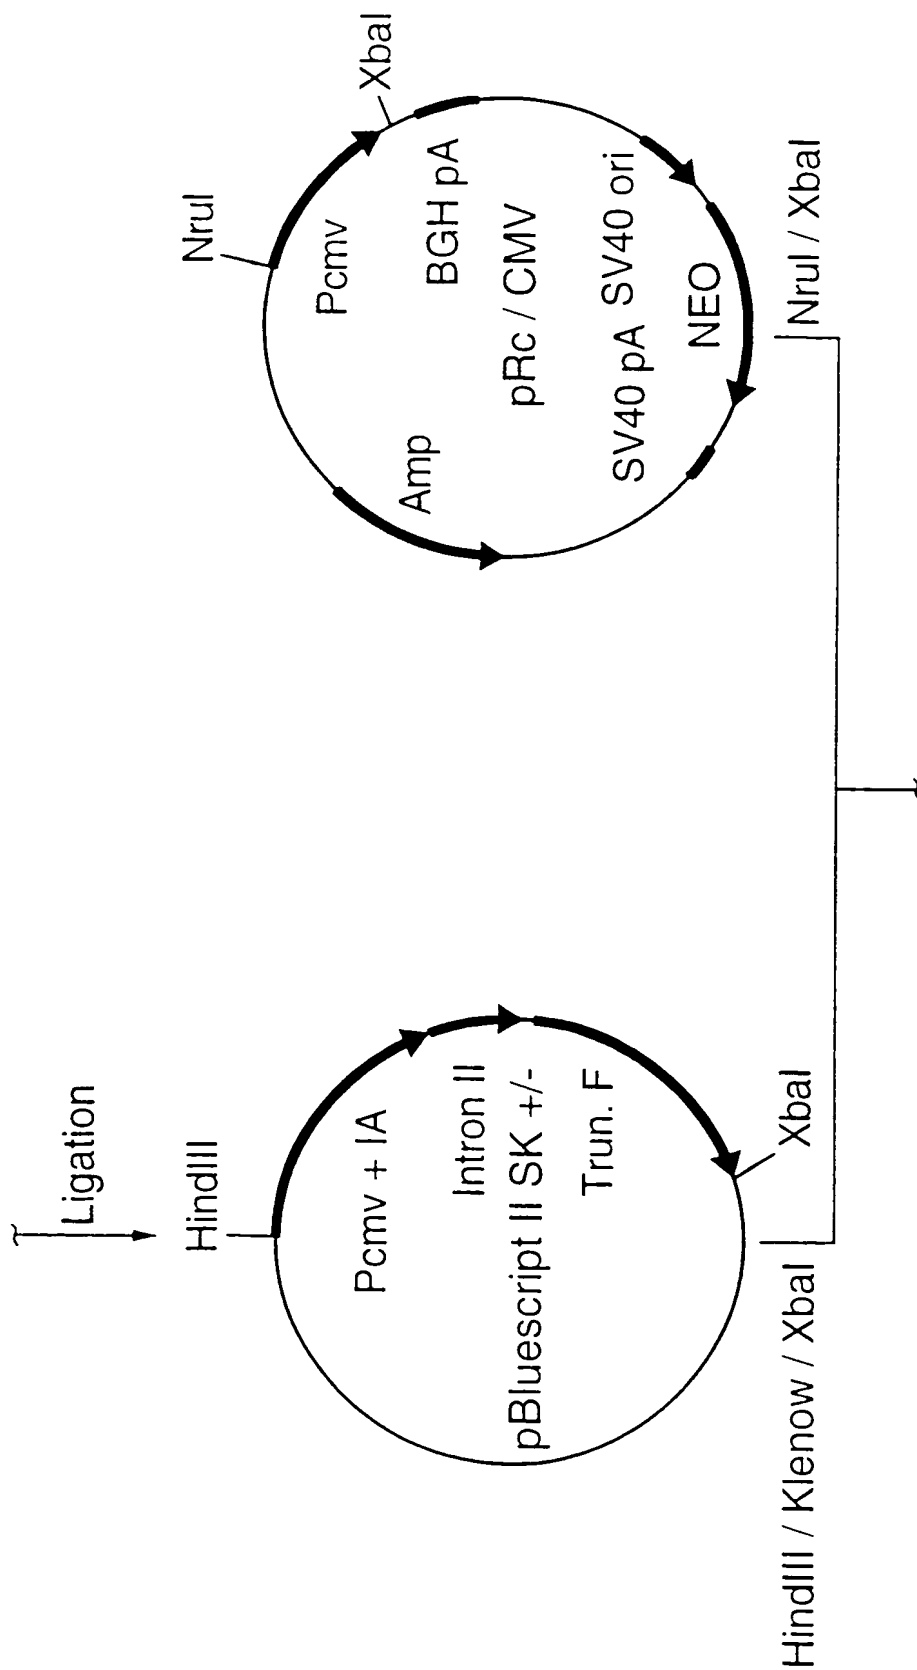 Ligation
HindIII
Pcmv + IA
Intron II
pBluescript II SK +/-
Trun. F
XbaI
HindIII / Klenow / XbaI
NruI
XbaI
Pcmv
BGH pA
Amp
pRc / CMV
SV40 pA SV40 ori
NEO
NruI / XbaI